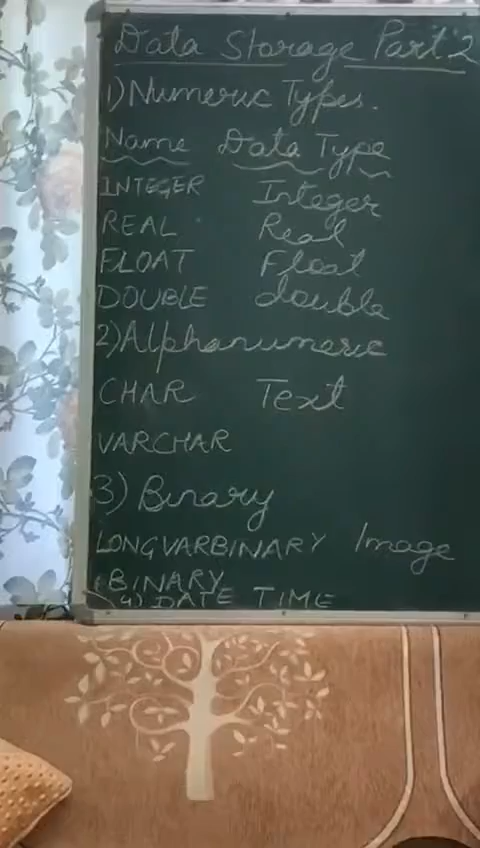 Data Storage Part 2
1) Numeric Types.
Name Data Type
INTEGER Integer
REAL Real
FLOAT Float
DOUBLE double
2) Alphanumeric
CHAR Text
VARCHAR
3) Binary
LONGVARBINARY Image
BINARY
4) DATE TIME